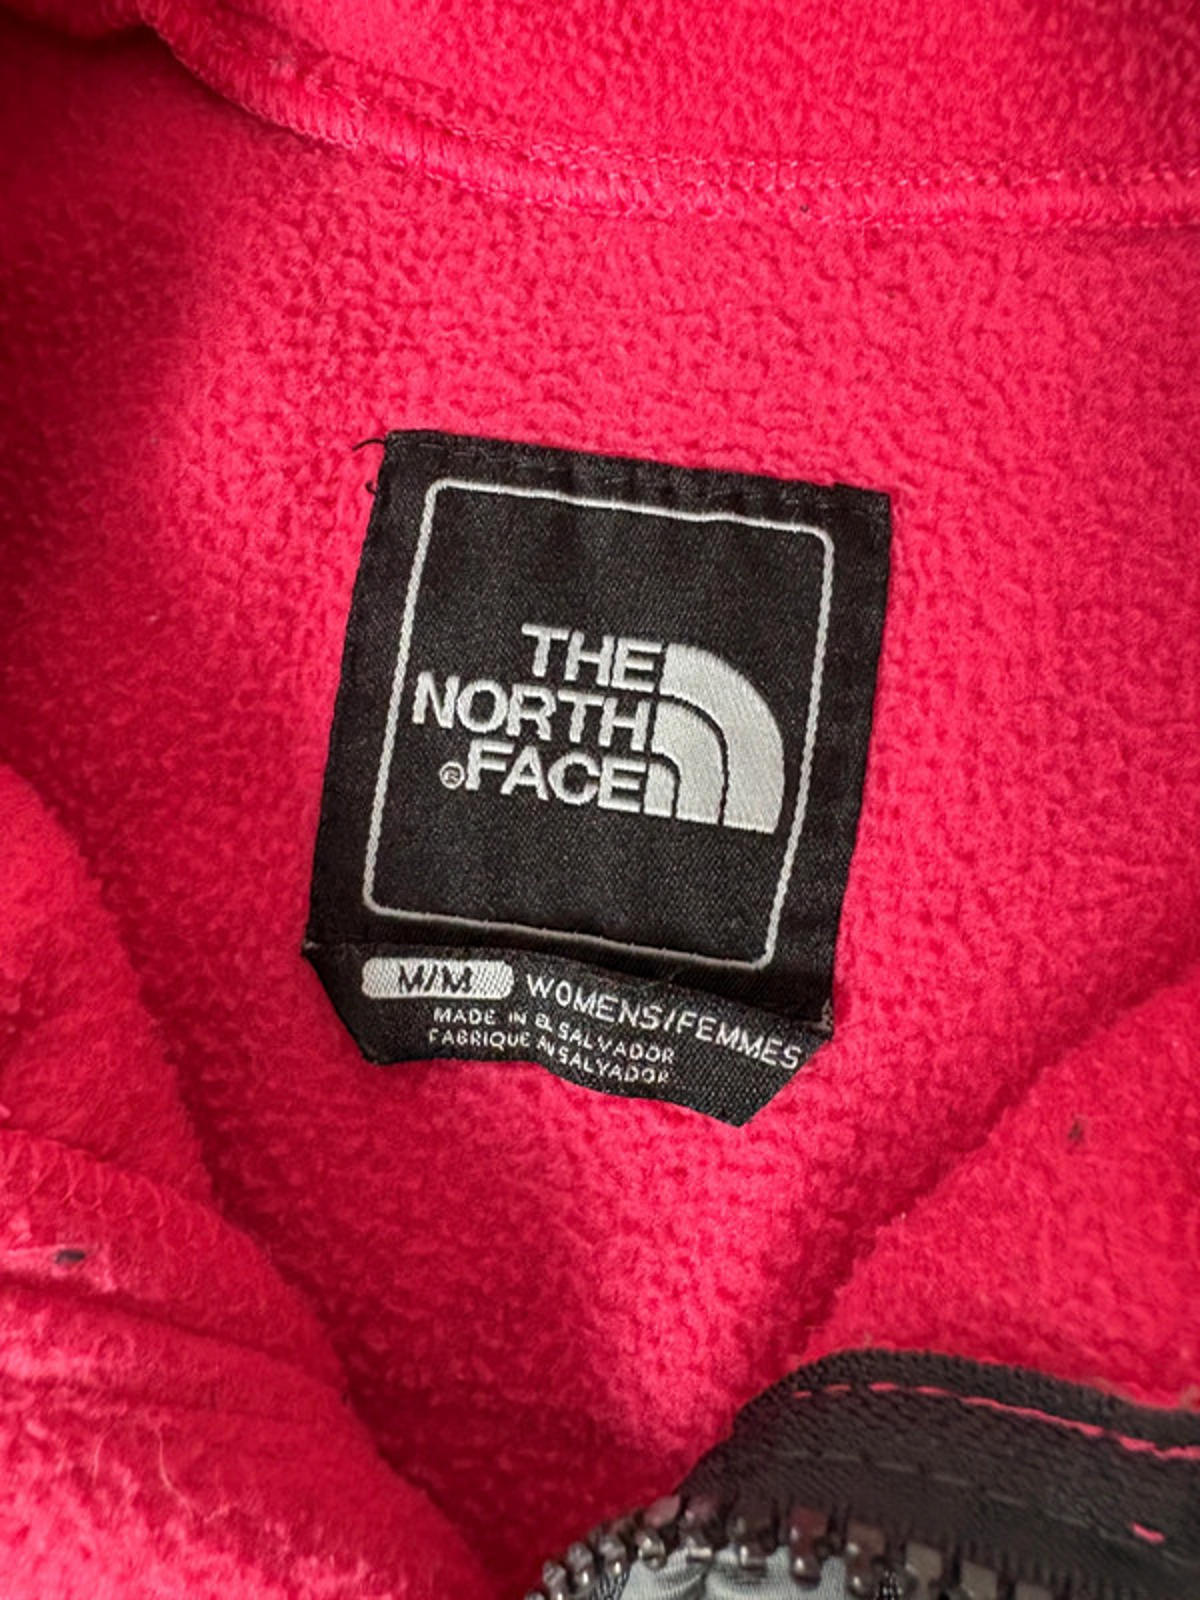 THE
NORTH
®FACE
M/M WOMENS/FEMMES
MADE IN EL SALVADOR
FABRIQUE AU SALVADOR